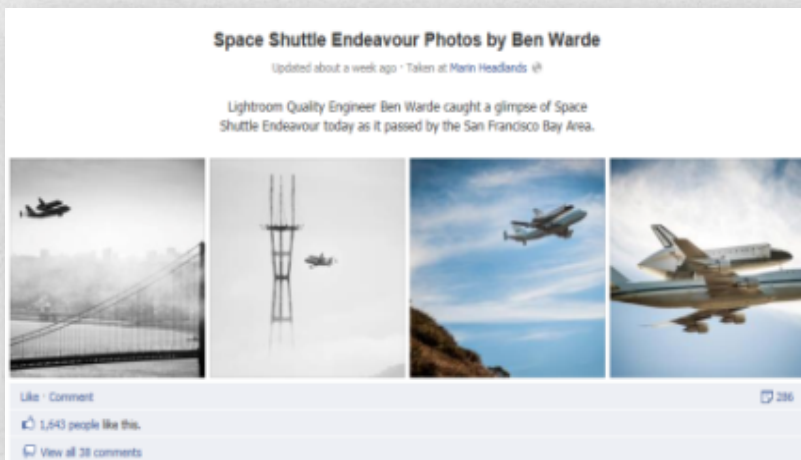 Space Shuttle Endeavour Photos by Ben Warde
Updated about a week ago · Taken at Marin Headlands
Lightroom Quality Engineer Ben Warde caught a glimpse of Space
Shuttle Endeavour today as it passed by the San Francisco Bay Area.
Like · Comment 286
1,643 people like this.
View all 38 comments